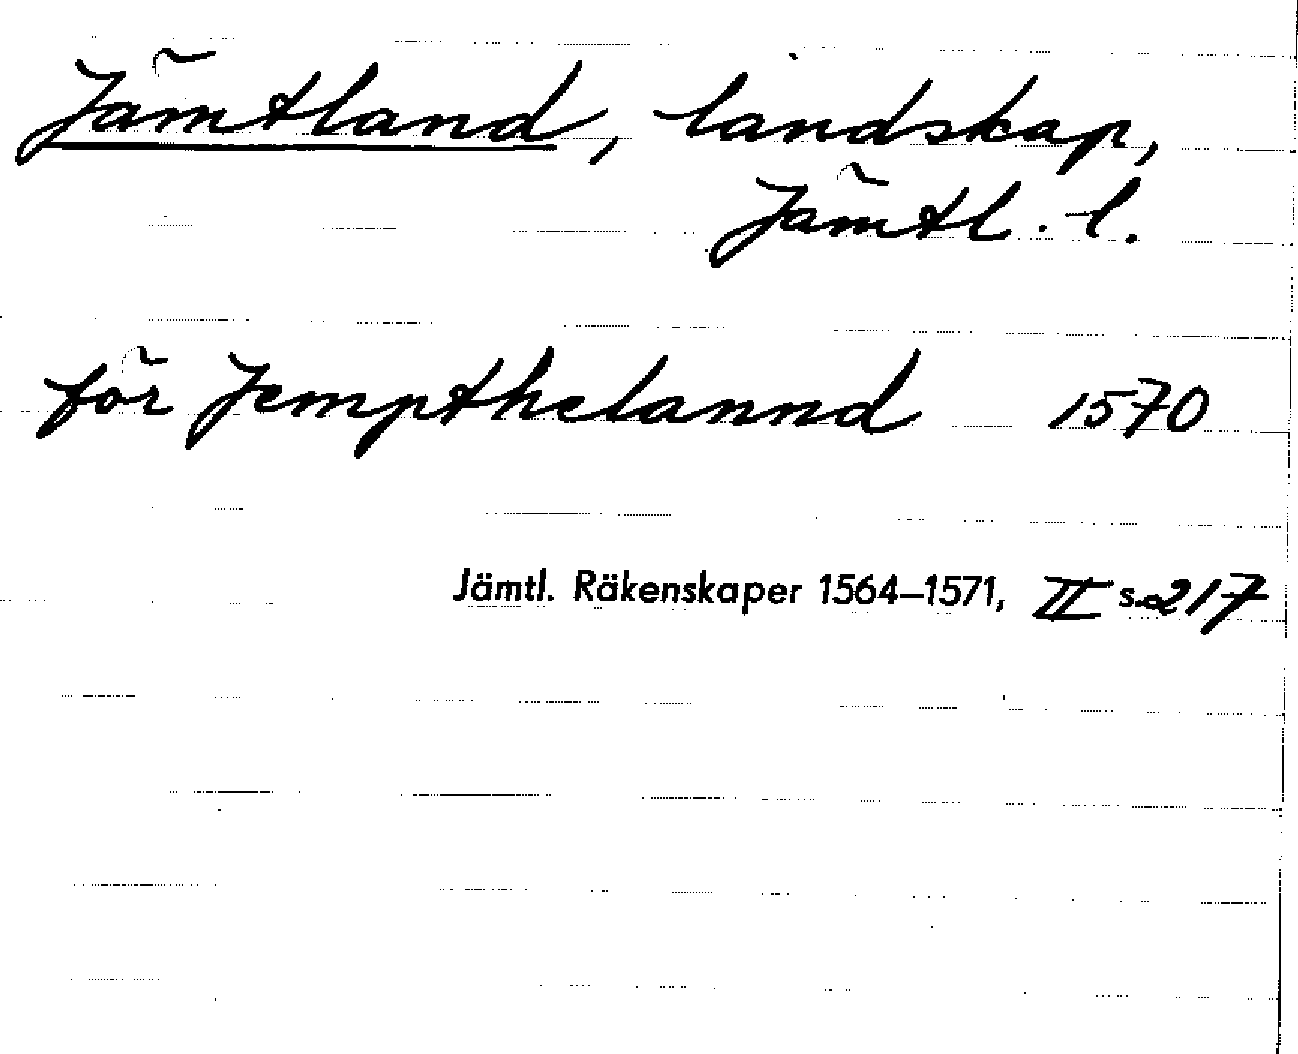 Jämtland, landskap,
Jämtl. l.
för Jempthelannd 1570
Jämtl. Räkenskaper 1564–1571, II s. 217